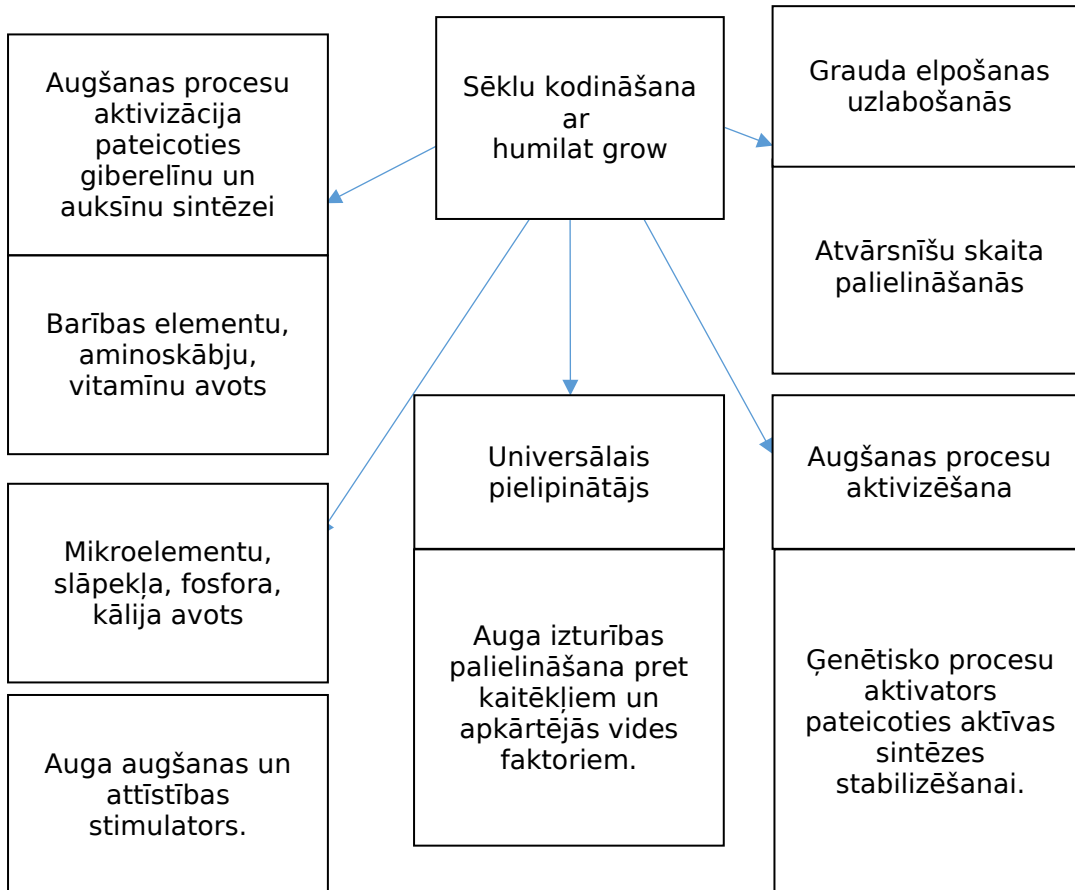 Augšanas procesu
aktivizācija
pateicoties
giberelīnu un
auksīnu sintēzei
Barības elementu,
aminoskābju,
vitamīnu avots
Mikroelementu,
slāpekļa, fosfora,
kālija avots
Auga augšanas un
attīstības
stimulators.
Sēklu kodināšana
ar
humilat grow
Universālais
pielipinātājs
Auga izturības
palielināšana pret
kaitēkļiem un
apkārtējās vides
faktoriem.
Grauda elpošanas
uzlabošanās
Atvārsnīšu skaita
palielināšanās
Augšanas procesu
aktivizēšana
Ģenētisko procesu
aktivators
pateicoties aktīvas
sintēzes
stabilizēšanai.